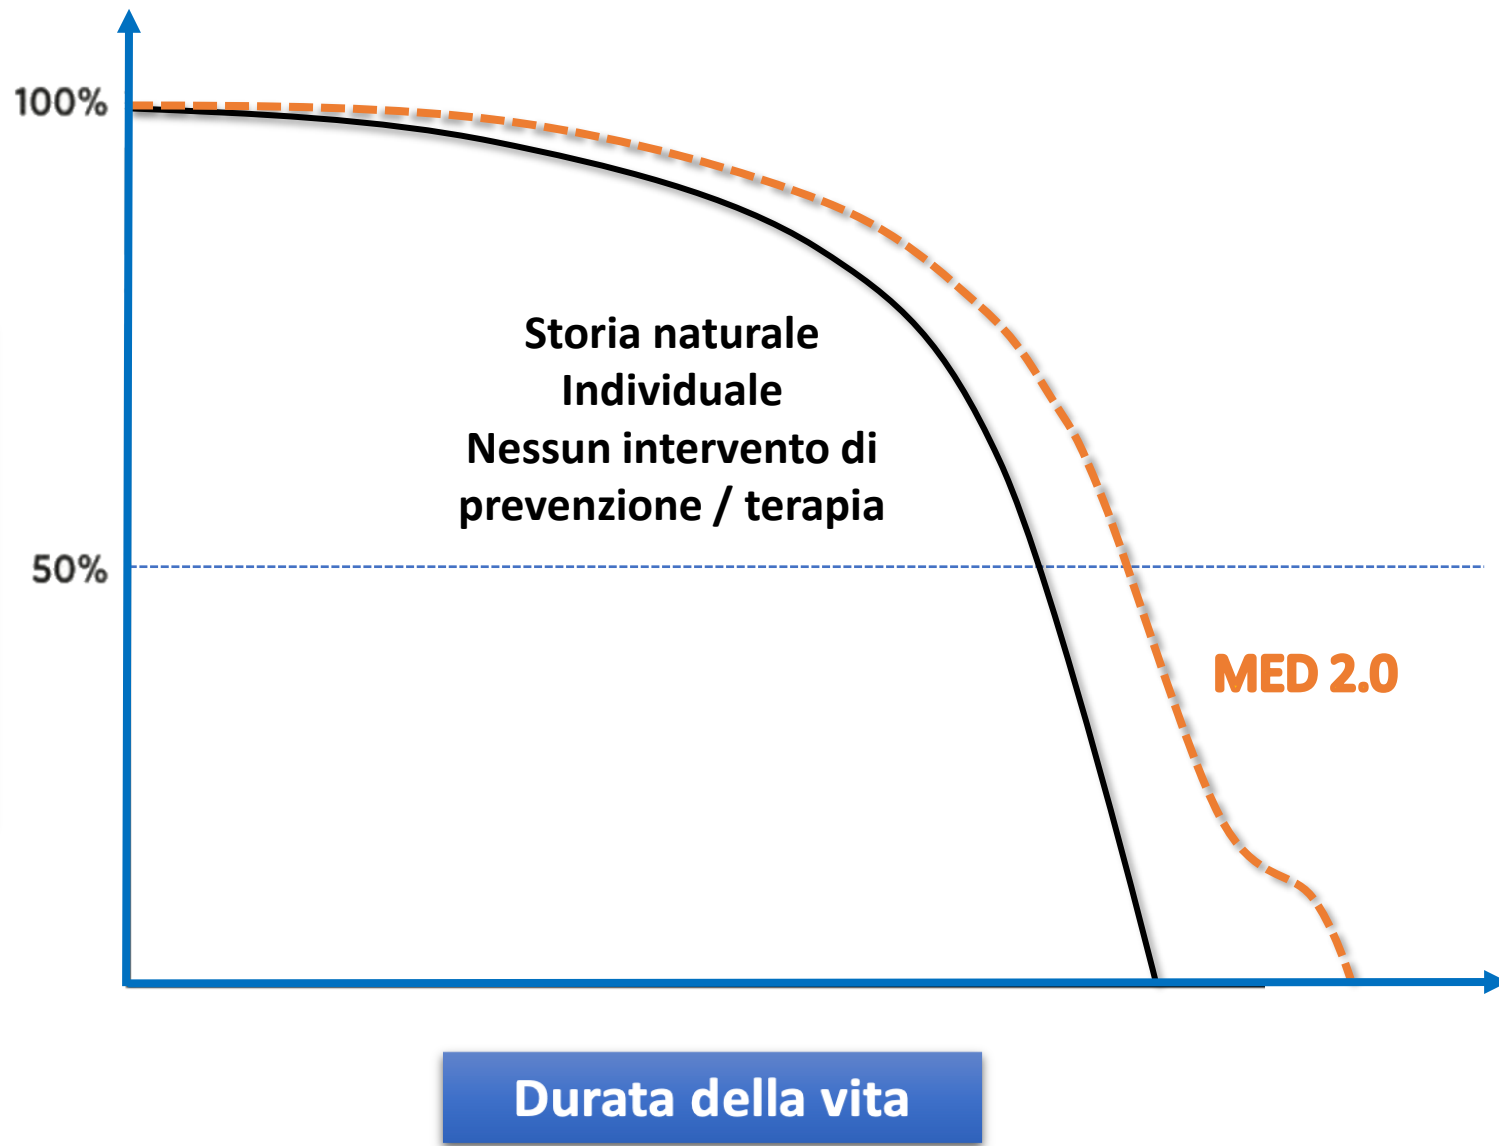 100%
Storia naturale
Individuale
Nessun intervento di
prevenzione / terapia
50%
MED 2.0
Durata della vita